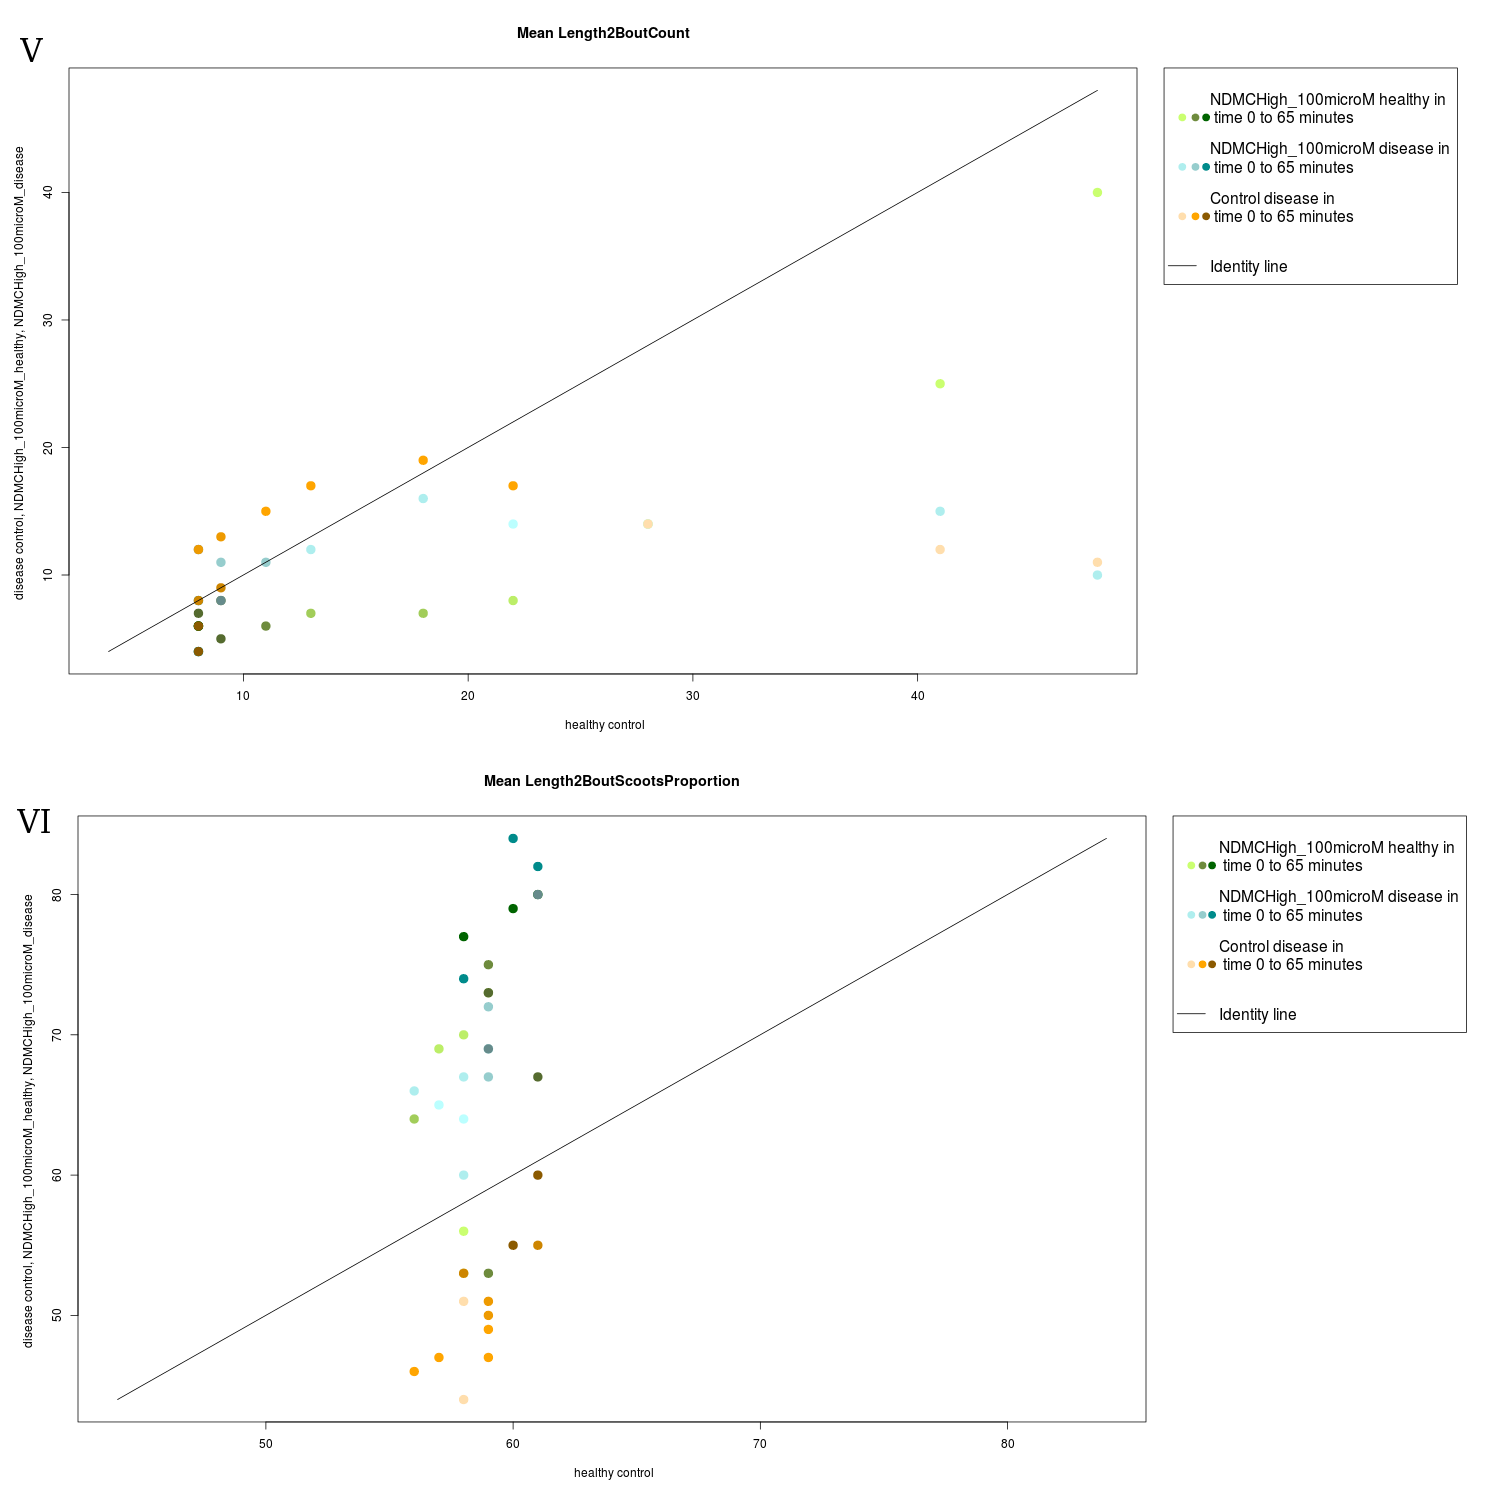 V
Mean Length2BoutCount
disease control, NDMCHigh_100microM_healthy, NDMCHigh_100microM_disease
40
30
20
10
10
20
30
40
healthy control
NDMCHigh_100microM healthy in
time 0 to 65 minutes
NDMCHigh_100microM disease in
time 0 to 65 minutes
Control disease in
time 0 to 65 minutes
Identity line
VI
Mean Length2BoutScootsProportion
disease control, NDMCHigh_100microM_healthy, NDMCHigh_100microM_disease
80
70
60
50
50
60
70
80
healthy control
NDMCHigh_100microM healthy in
time 0 to 65 minutes
NDMCHigh_100microM disease in
time 0 to 65 minutes
Control disease in
time 0 to 65 minutes
Identity line